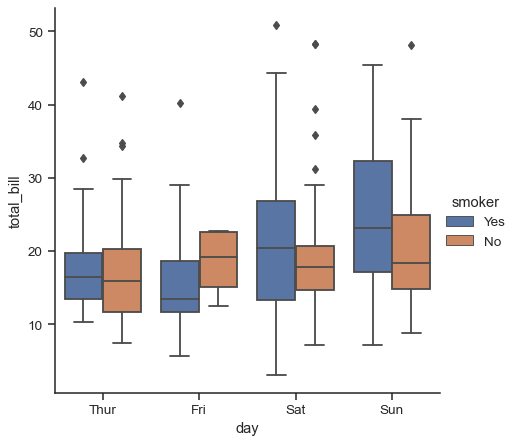 50
40
30
20
10
total_bill
Thur Fri Sat Sun
day
smoker
Yes
No